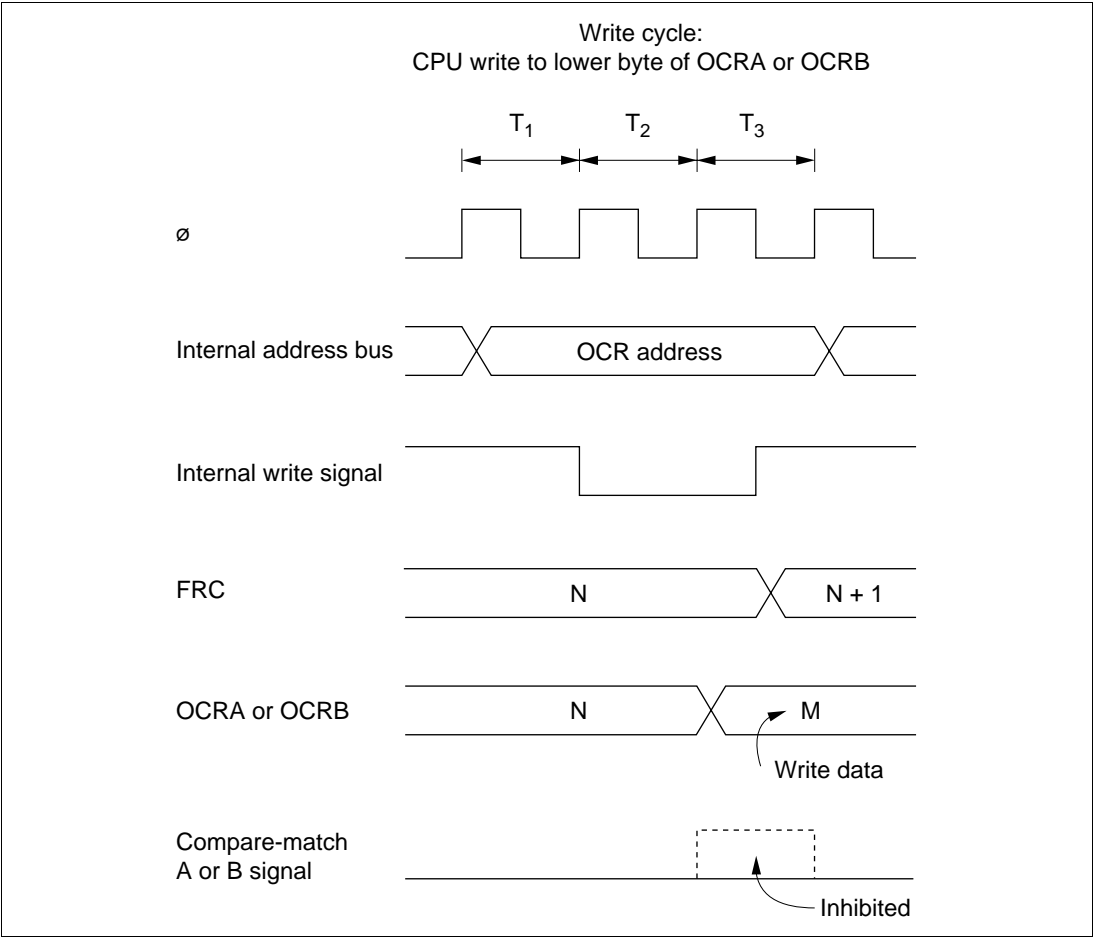 Write cycle:
CPU write to lower byte of OCRA or OCRB
T1 T2 T3
ø
Internal address bus OCR address
Internal write signal
FRC N N + 1
OCRA or OCRB N M
Write data
Compare-match
A or B signal
Inhibited